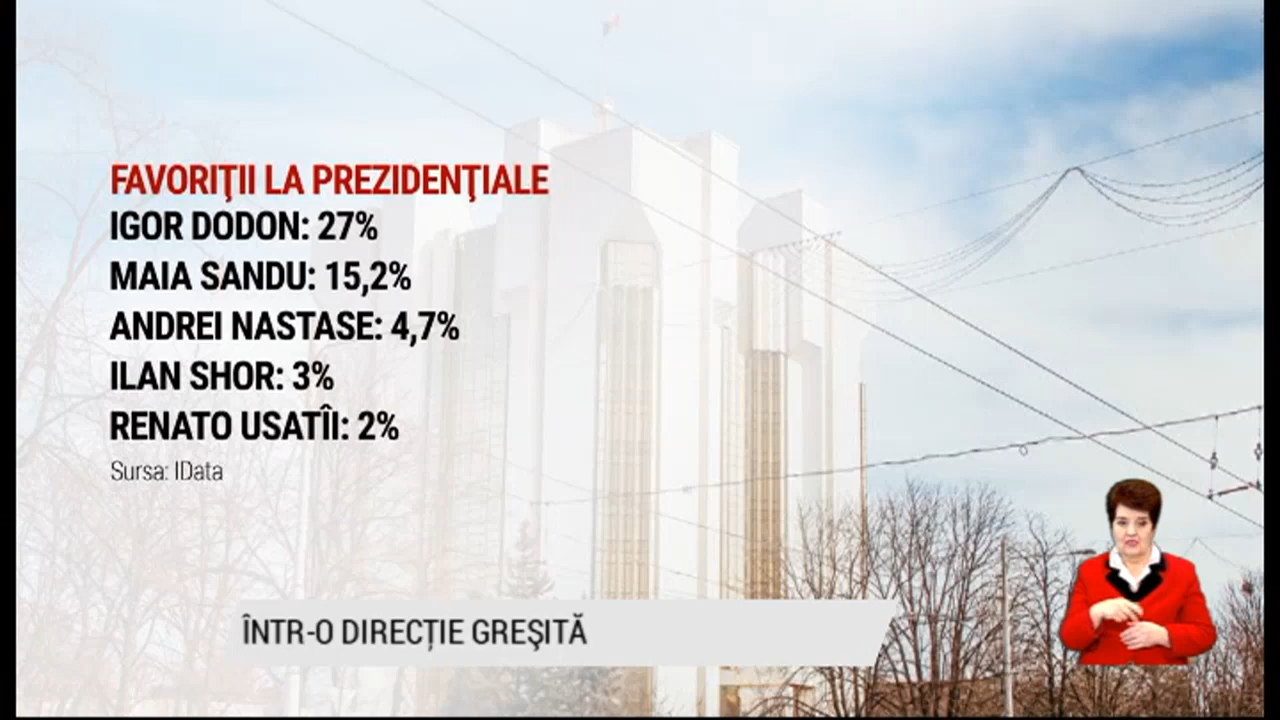 FAVORIŢII LA PREZIDENŢIALE
IGOR DODON: 27%
MAIA SANDU: 15,2%
ANDREI NASTASE: 4,7%
ILAN SHOR: 3%
RENATO USATÎI: 2%
Sursa: IData
ÎNTR-O DIRECȚIE GREŞITĂ